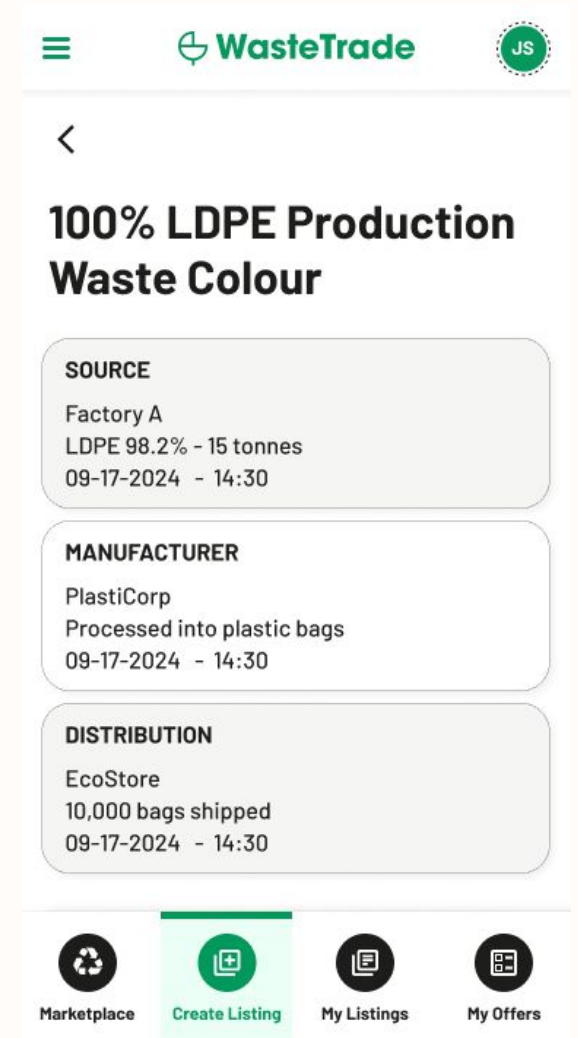 WasteTrade
JS
100% LDPE Production
Waste Colour
SOURCE
Factory A
LDPE 98.2% - 15 tonnes
09-17-2024 - 14:30
MANUFACTURER
PlastiCorp
Processed into plastic bags
09-17-2024 - 14:30
DISTRIBUTION
EcoStore
10,000 bags shipped
09-17-2024 - 14:30
Marketplace
Create Listing
My Listings
My Offers